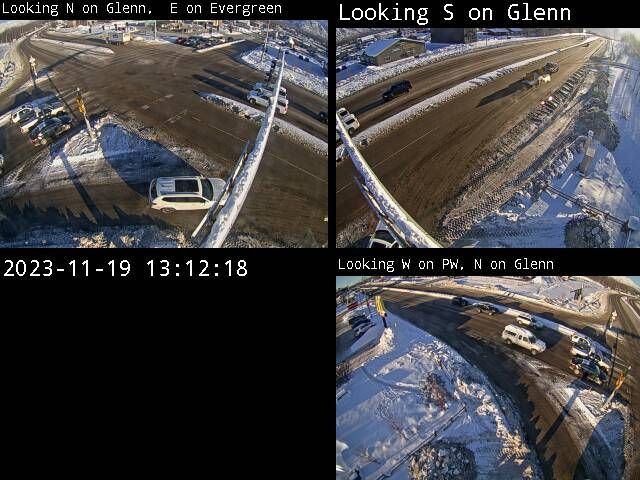 Looking N on Glenn,  E on Evergreen
Looking S on Glenn
2023-11-19 13:12:18
Looking W on PW, N on Glenn